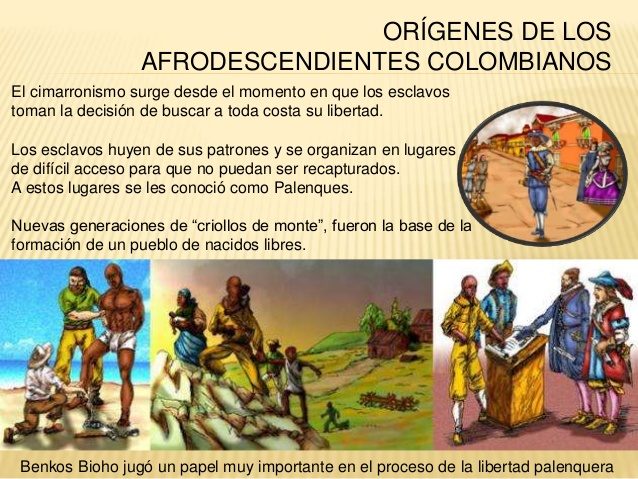 ORÍGENES DE LOS
AFRODESCENDIENTES COLOMBIANOS
El cimarronismo surge desde el momento en que los esclavos
toman la decisión de buscar a toda costa su libertad.
Los esclavos huyen de sus patrones y se organizan en lugares
de difícil acceso para que no puedan ser recapturados.
A estos lugares se les conoció como Palenques.
Nuevas generaciones de “criollos de monte”, fueron la base de la
formación de un pueblo de nacidos libres.
Benkos Bioho jugó un papel muy importante en el proceso de la libertad palenquera